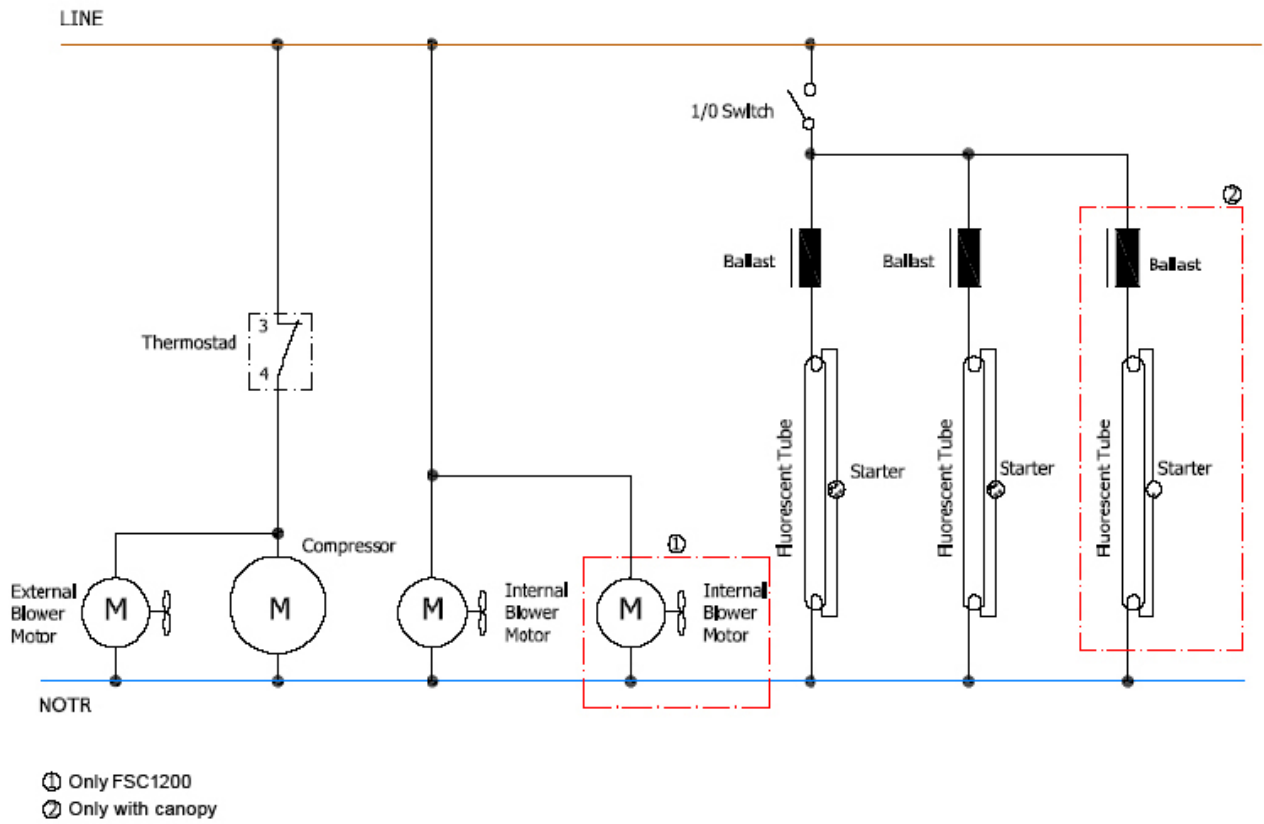 LINE
1/0 Switch
②
Ballast
Ballast
Ballast
Thermostad
3
4
Fluorescent Tube
Starter
Fluorescent Tube
Starter
Fluorescent Tube
Starter
Compressor
①
External
Blower
Motor
M
M
M
Internal
Blower
Motor
M
Internal
Blower
Motor
NOTR
① Only FSC1200
② Only with canopy